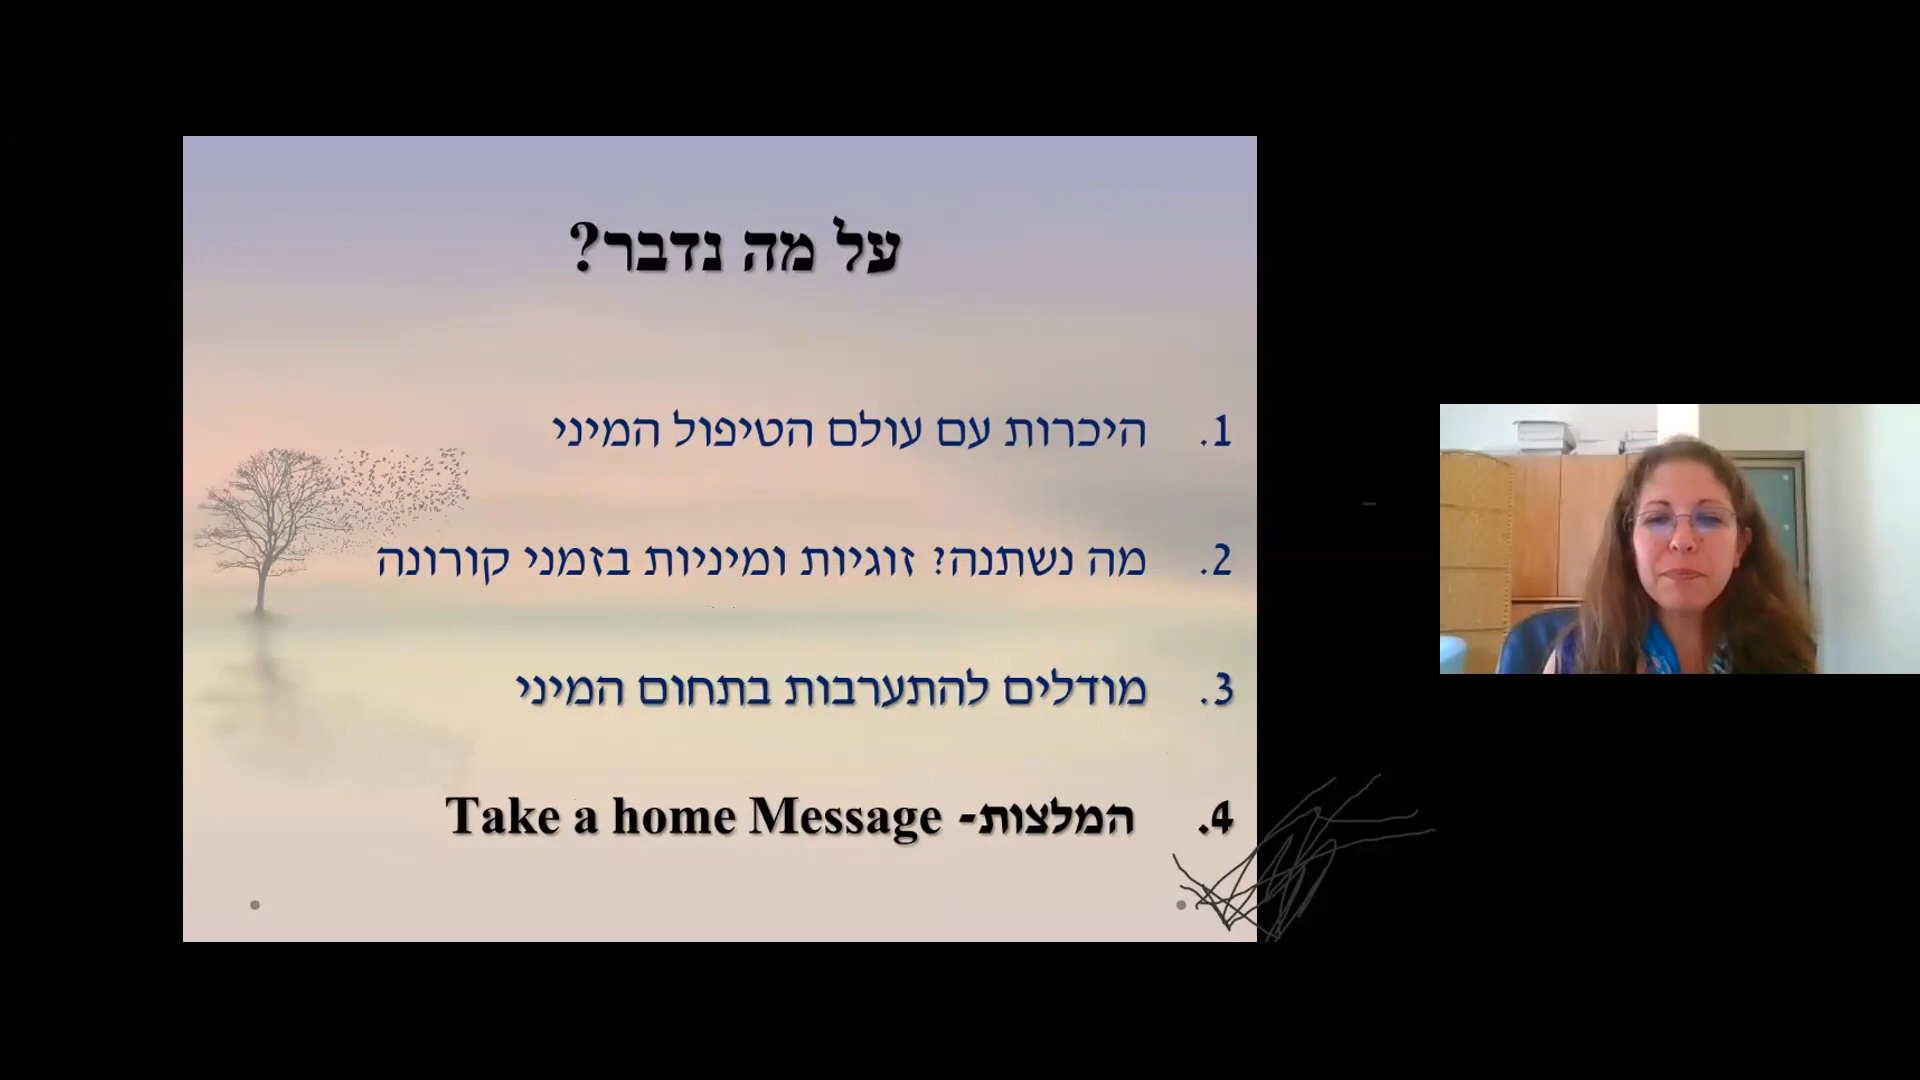 על מה נדבר?
1. היכרות עם עולם הטיפול המיני
2. מה נשתנה? זוגיות ומיניות בזמני קורונה
3. מודלים להתערבות בתחום המיני
4. המלצות- Take a home Message